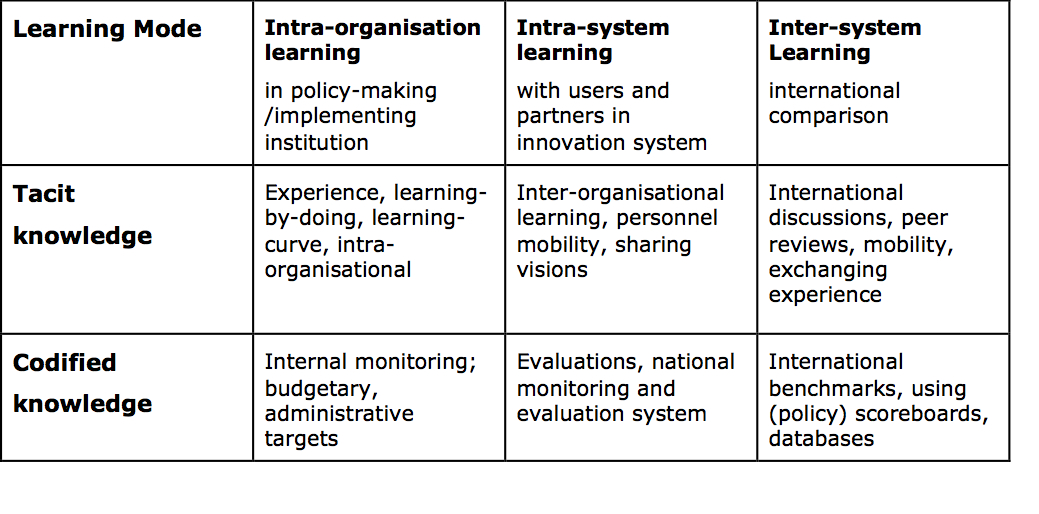 Learning Mode
Intra-organisation
learning
in policy-making
/implementing
institution
Intra-system
learning
with users and
partners in
innovation system
Inter-system
Learning
international
comparison
Tacit
knowledge
Experience, learning-
by-doing, learning-
curve, intra-
organisational
Inter-organisational
learning, personnel
mobility, sharing
visions
International
discussions, peer
reviews, mobility,
exchanging
experience
Codified
knowledge
Internal monitoring;
budgetary,
administrative
targets
Evaluations, national
monitoring and
evaluation system
International
benchmarks, using
(policy) scoreboards,
databases